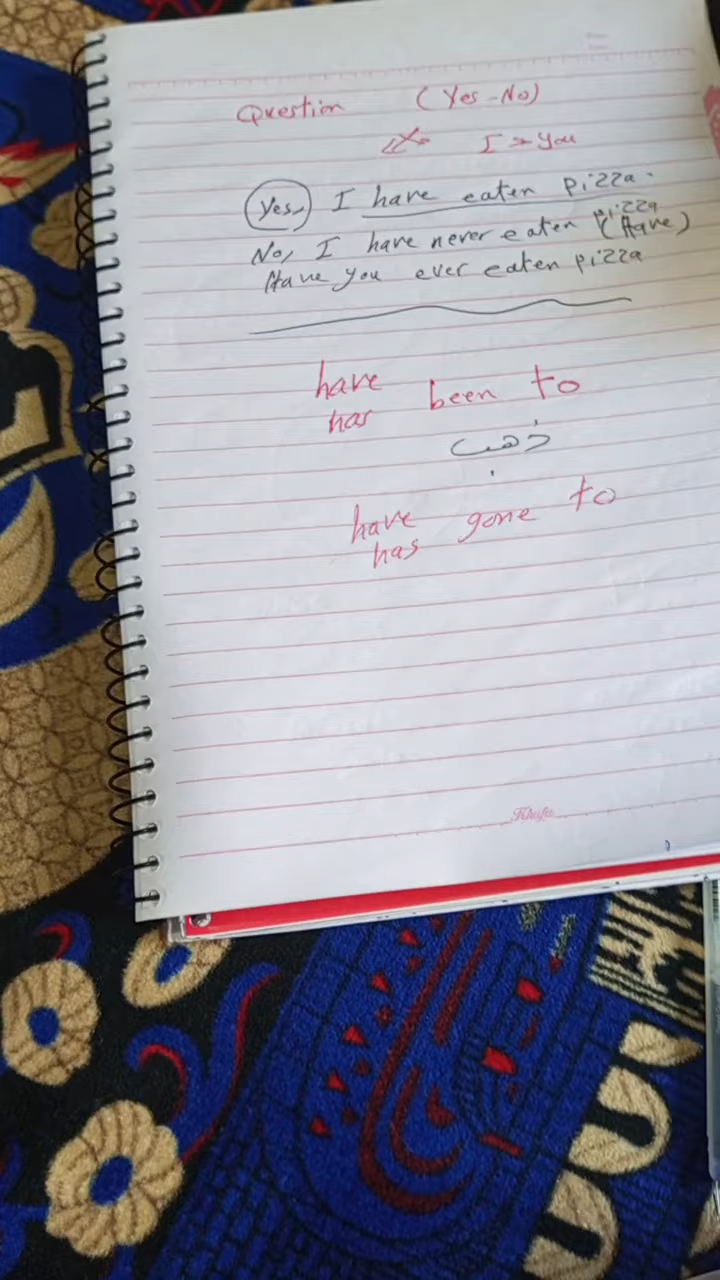 Question (Yes-No)
I → you
Yes, I have eaten pizza.
No, I have never eaten pizza (Have)
Have you ever eaten pizza
have
has been to
ذهب
have
has gone to